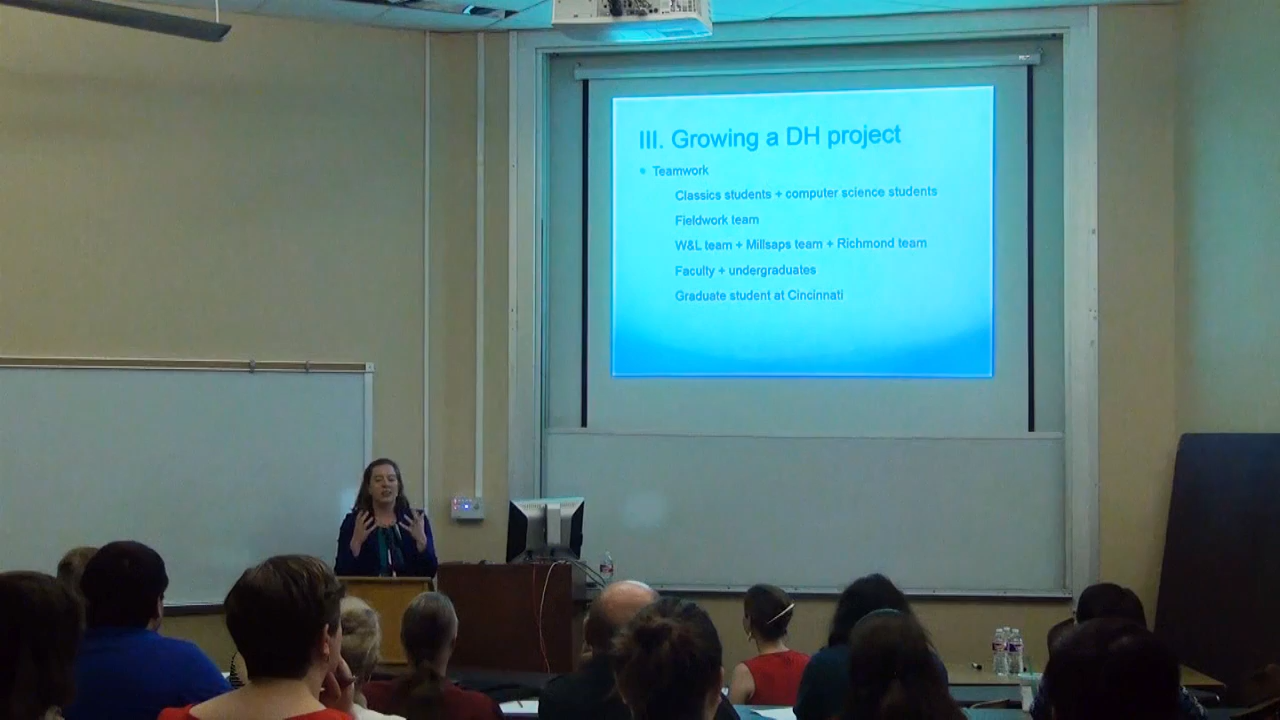 III. Growing a DH project
Teamwork
Classics students + computer science students
Fieldwork team
W&L team + Millsaps team + Richmond team
Faculty + undergraduates
Graduate student at Cincinnati